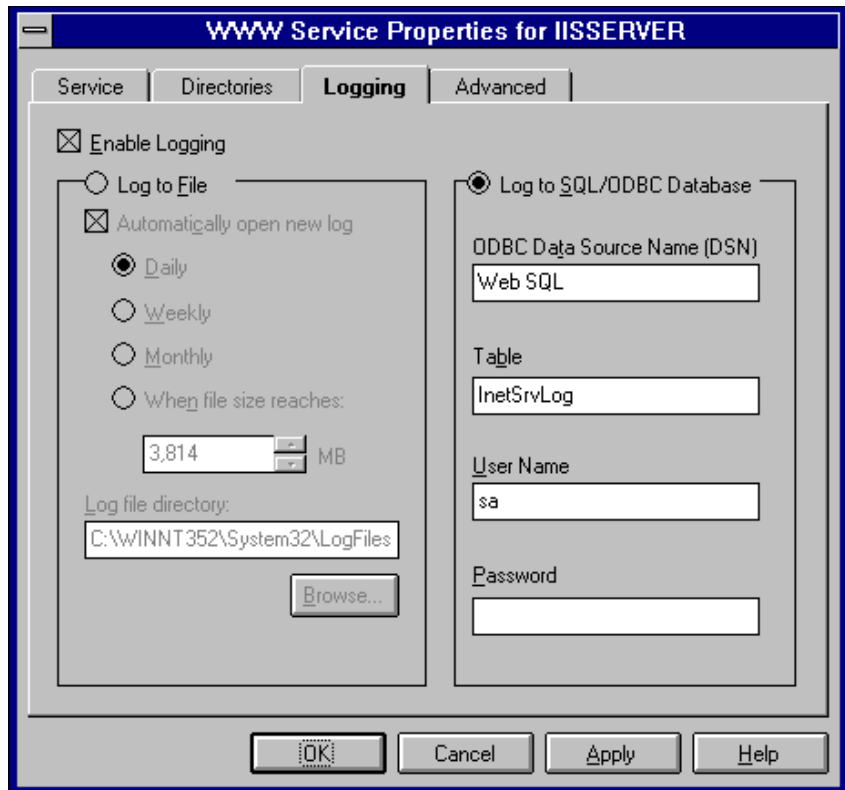 WWW Service Properties for IISSERVER
Service Directories Logging Advanced
Enable Logging
Log to File
Automatically open new log
Daily
Weekly
Monthly
When file size reaches:
3,814 MB
Log file directory:
C:\WINNT352\System32\LogFiles
Browse...
Log to SQL/ODBC Database
ODBC Data Source Name (DSN)
Web SQL
Table
InetSrvLog
User Name
sa
Password
OK Cancel Apply Help